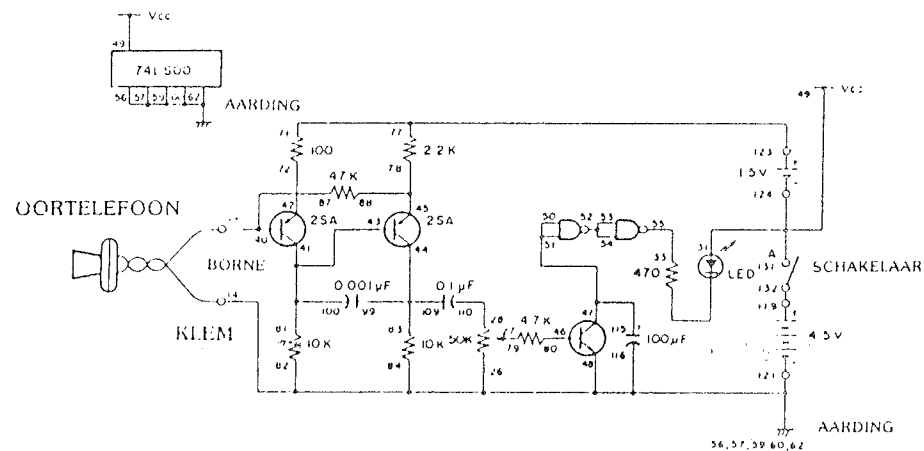 VCC
49
74LS00
56 57 59 60 62
AARDING
49 VCC
71 77
100 2.2K
72 78
123
1.5V
124
47K
87 88
OORTELEFOON
42 45
2SA 43 2SA
40 41 44
BORNE
50 52 53 55
51 54
31
33
470
LED
A
131
SCHAKELAAR
132
119
0.001µF 0.1µF
100 99 109 110
14
KLEM
81 83
10K 10K
82 84
28
50K
27
26
4.7K
79 80
46 47
48
115
100µF
116
4.5V
121
AARDING
56,57,59,60,62